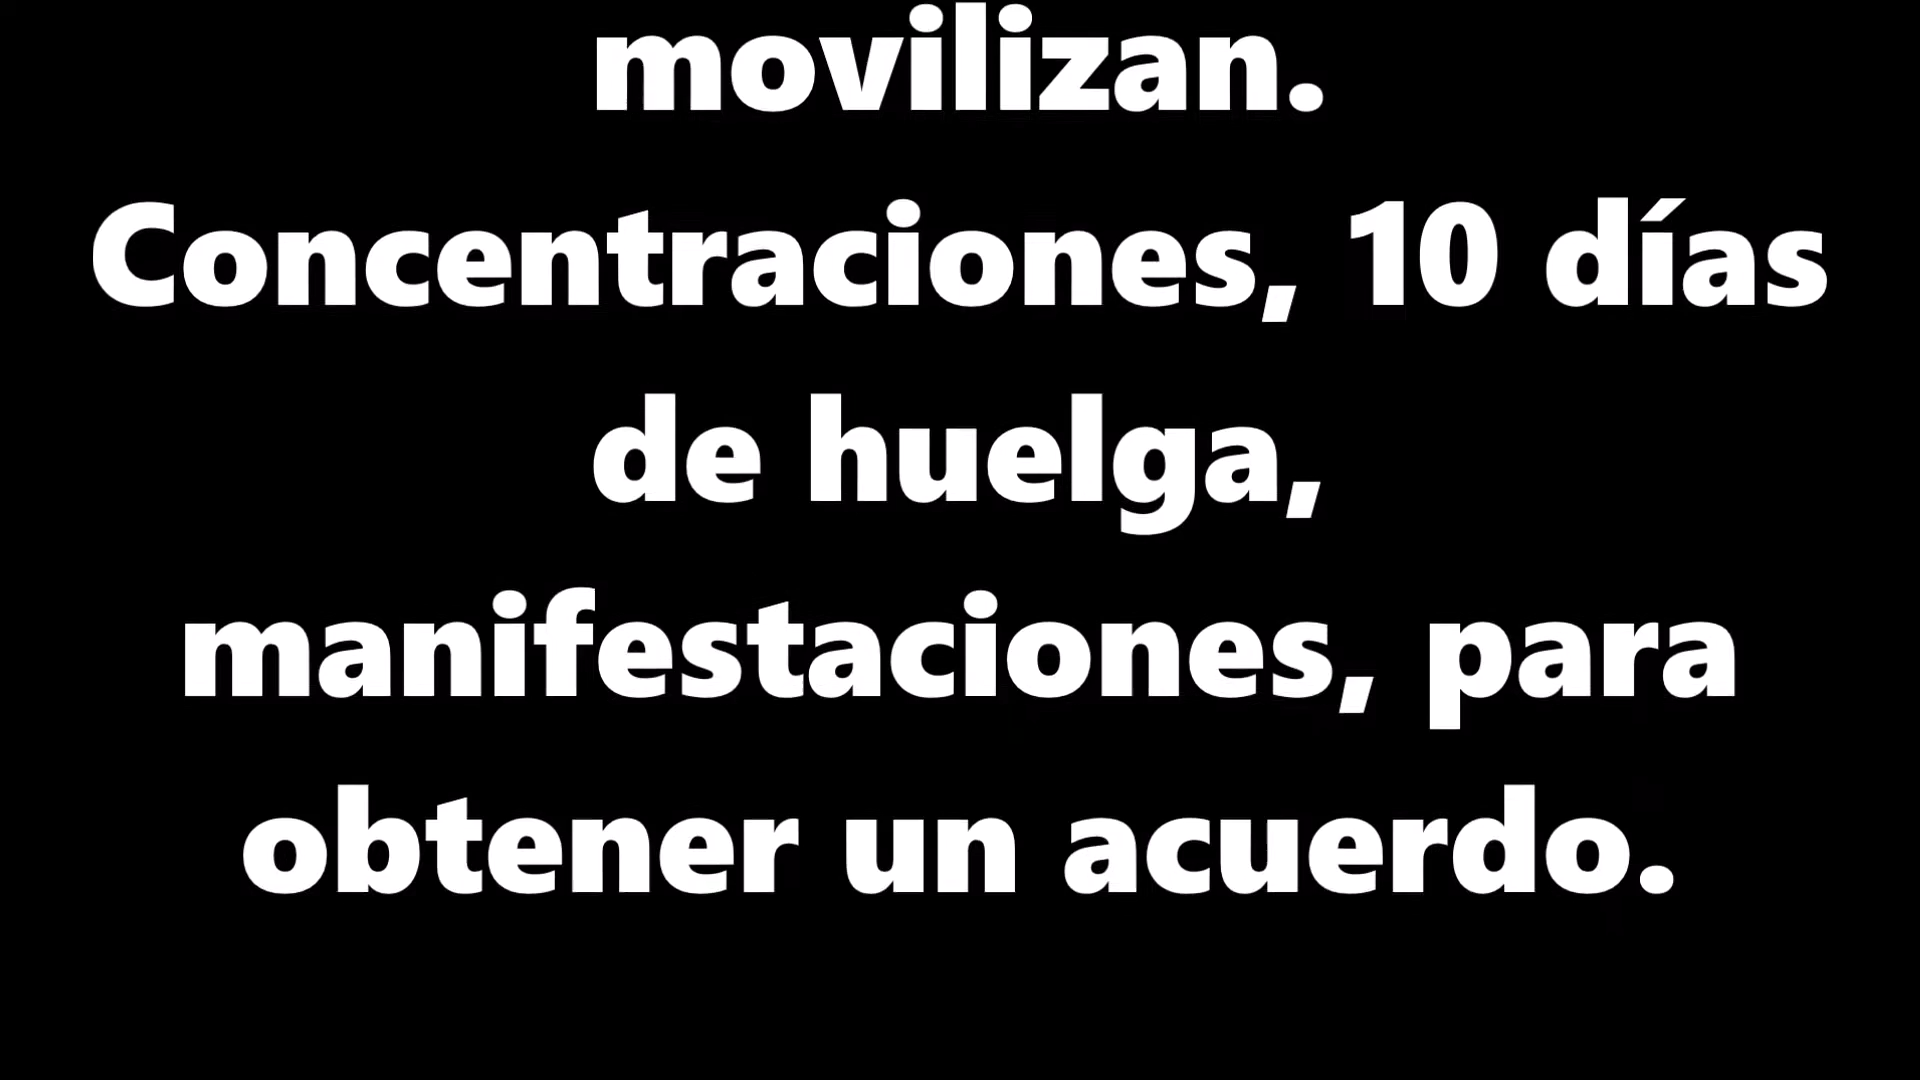 movilizan.
Concentraciones, 10 días
de huelga,
manifestaciones, para
obtener un acuerdo.